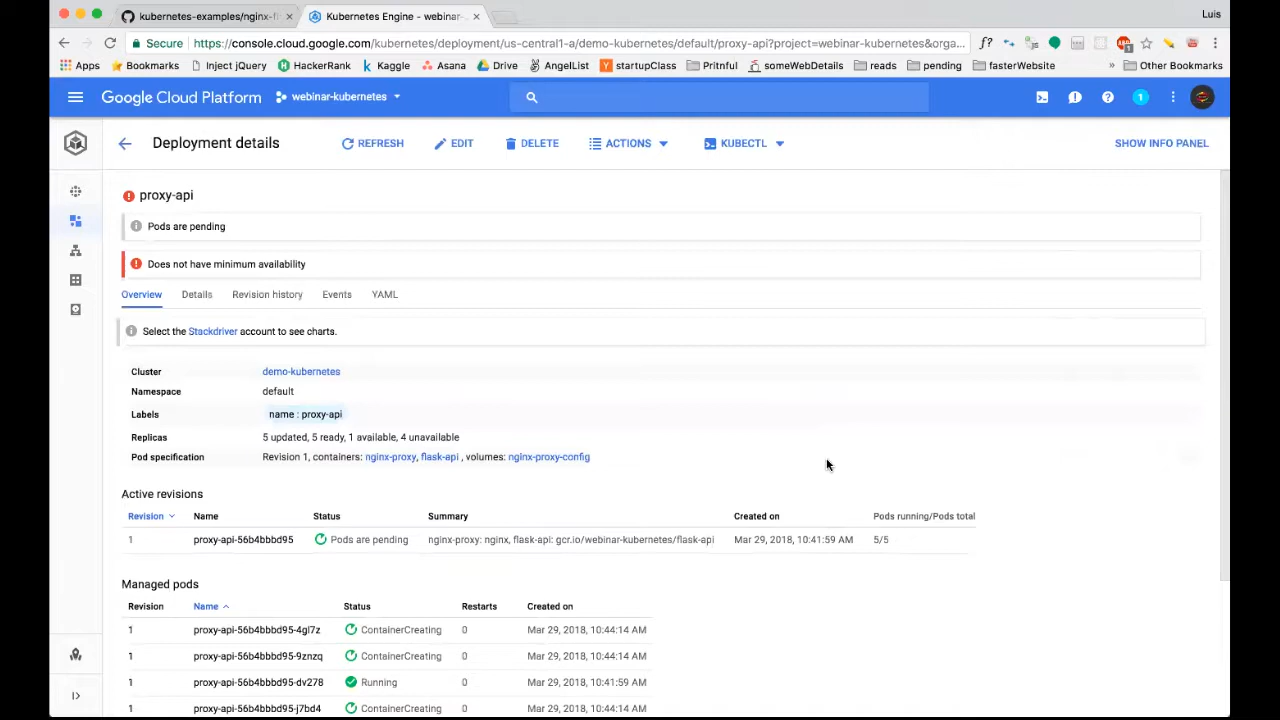 kubernetes-examples/nginx-fl
Kubernetes Engine - webinar-
Luis
Secure
https://console.cloud.google.com/kubernetes/deployment/us-central1-a/demo-kubernetes/default/proxy-api?project=webinar-kubernetes&orga...
Apps
Bookmarks
Inject jQuery
HackerRank
Kaggle
Asana
Drive
AngelList
startupClass
Pritnful
someWebDetails
reads
pending
fasterWebsite
»
Other Bookmarks
Google Cloud Platform
webinar-kubernetes
1
Deployment details
REFRESH
EDIT
DELETE
ACTIONS
KUBECTL
SHOW INFO PANEL
proxy-api
Pods are pending
Does not have minimum availability
Overview Details Revision history Events YAML
Select the Stackdriver account to see charts.
Cluster demo-kubernetes
Namespace default
Labels name : proxy-api
Replicas 5 updated, 5 ready, 1 available, 4 unavailable
Pod specification Revision 1, containers: nginx-proxy, flask-api , volumes: nginx-proxy-config
Active revisions
Revision Name Status Summary Created on Pods running/Pods total
1 proxy-api-56b4bbbd95 Pods are pending nginx-proxy: nginx, flask-api: gcr.io/webinar-kubernetes/flask-api Mar 29, 2018, 10:41:59 AM 5/5
Managed pods
Revision Name Status Restarts Created on
1 proxy-api-56b4bbbd95-4gl7z ContainerCreating 0 Mar 29, 2018, 10:44:14 AM
1 proxy-api-56b4bbbd95-9znzq ContainerCreating 0 Mar 29, 2018, 10:44:14 AM
1 proxy-api-56b4bbbd95-dv278 Running 0 Mar 29, 2018, 10:41:59 AM
1 proxy-api-56b4bbbd95-j7bd4 ContainerCreating 0 Mar 29, 2018, 10:44:14 AM